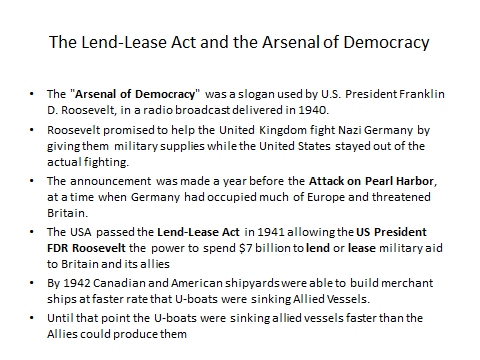 The Lend-Lease Act and the Arsenal of Democracy
• The "Arsenal of Democracy" was a slogan used by U.S. President Franklin
D. Roosevelt, in a radio broadcast delivered in 1940.
• Roosevelt promised to help the United Kingdom fight Nazi Germany by
giving them military supplies while the United States stayed out of the
actual fighting.
• The announcement was made a year before the Attack on Pearl Harbor,
at a time when Germany had occupied much of Europe and threatened
Britain.
• The USA passed the Lend-Lease Act in 1941 allowing the US President
FDR Roosevelt the power to spend $7 billion to lend or lease military aid
to Britain and its allies
• By 1942 Canadian and American shipyards were able to build merchant
ships at faster rate that U-boats were sinking Allied Vessels.
• Until that point the U-boats were sinking allied vessels faster than the
Allies could produce them